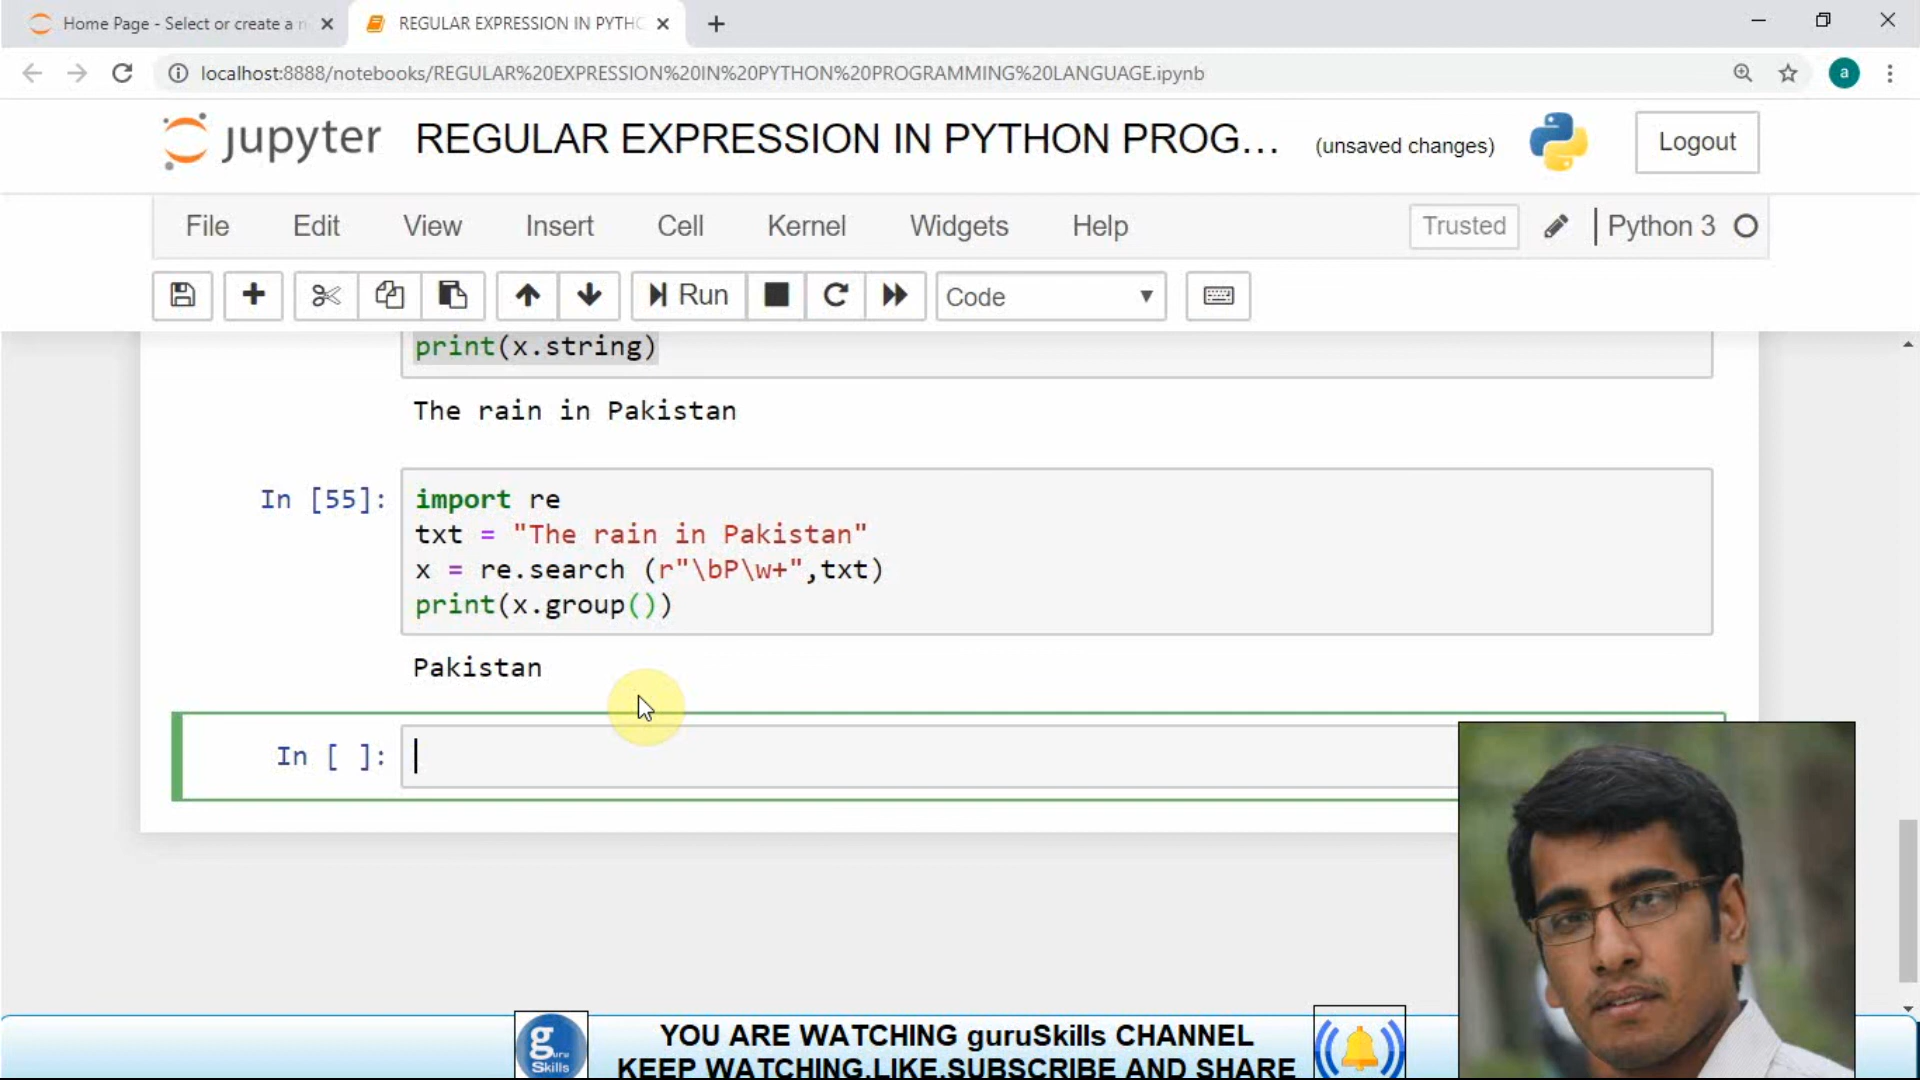 Home Page - Select or create a n
REGULAR EXPRESSION IN PYTHO
localhost:8888/notebooks/REGULAR%20EXPRESSION%20IN%20PYTHON%20PROGRAMMING%20LANGUAGE.ipynb
a
jupyter REGULAR EXPRESSION IN PYTHON PROG... (unsaved changes) Logout
File Edit View Insert Cell Kernel Widgets Help Trusted Python 3
Run Code
print(x.string)
The rain in Pakistan
In [55]: import re
txt = "The rain in Pakistan"
x = re.search (r"\bP\w+",txt)
print(x.group())
Pakistan
In [ ]:
g uru Skills
YOU ARE WATCHING guruSkills CHANNEL
KEEP WATCHING,LIKE,SUBSCRIBE AND SHARE